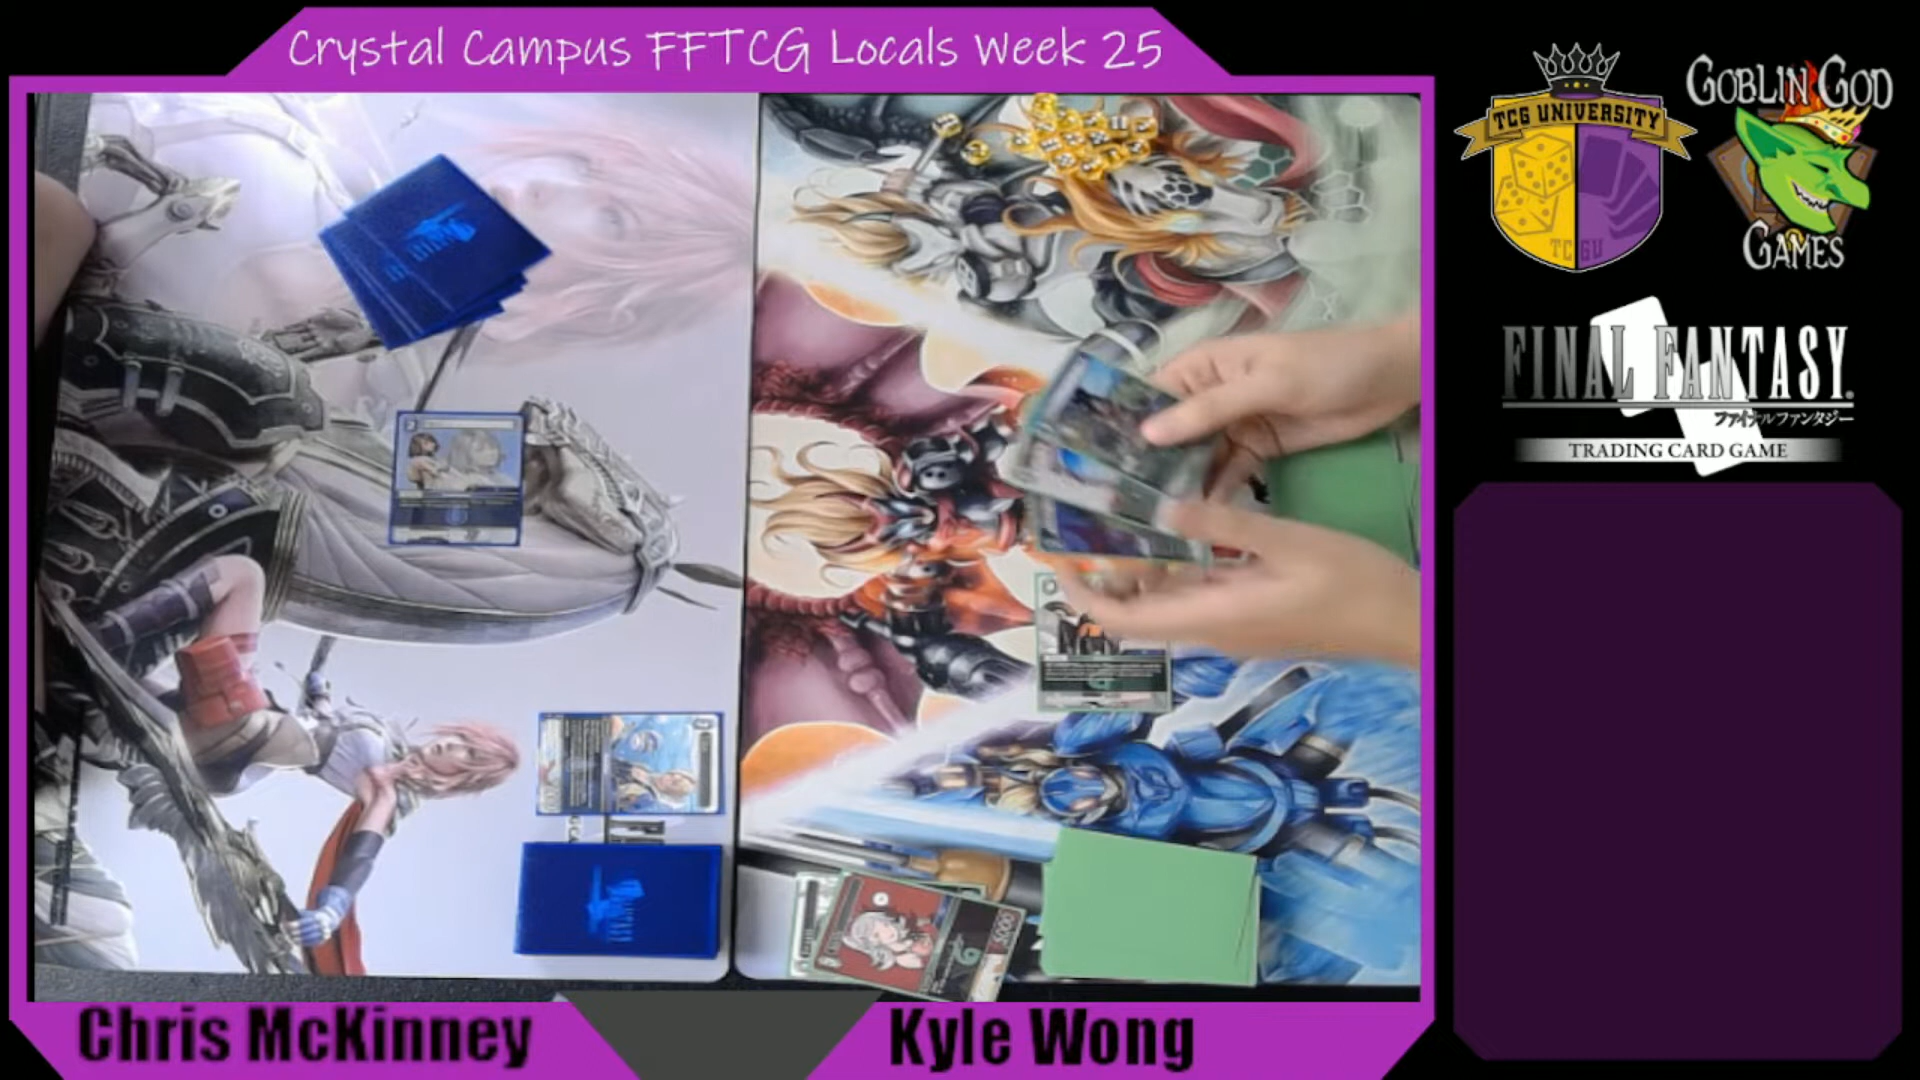 Crystal Campus FFTCG Locals Week 25
TCG UNIVERSITY
TCGU
GOBLIN GOD
GAMES
FINAL FANTASY
ファイナルファンタジー
TRADING CARD GAME
5000
Chris McKinney
Kyle Wong